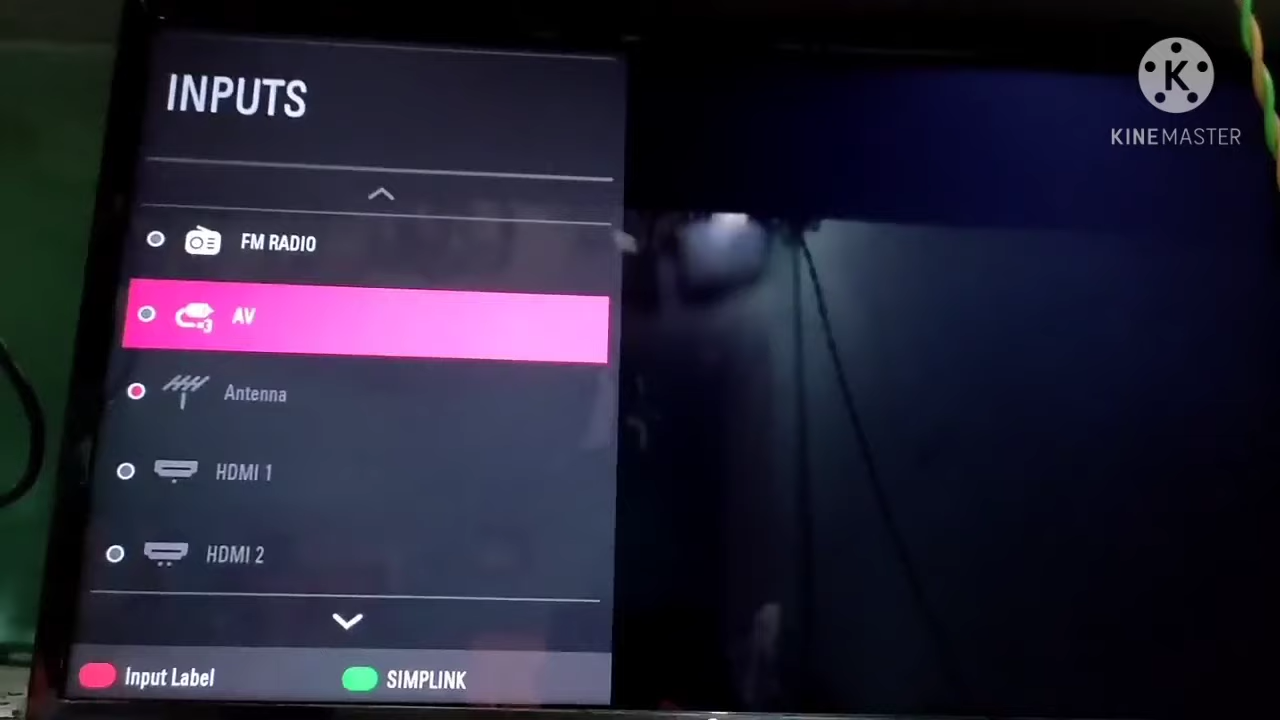 INPUTS
K
KINEMASTER
FM RADIO
AV
Antenna
HDMI 1
HDMI 2
Input Label
SIMPLINK